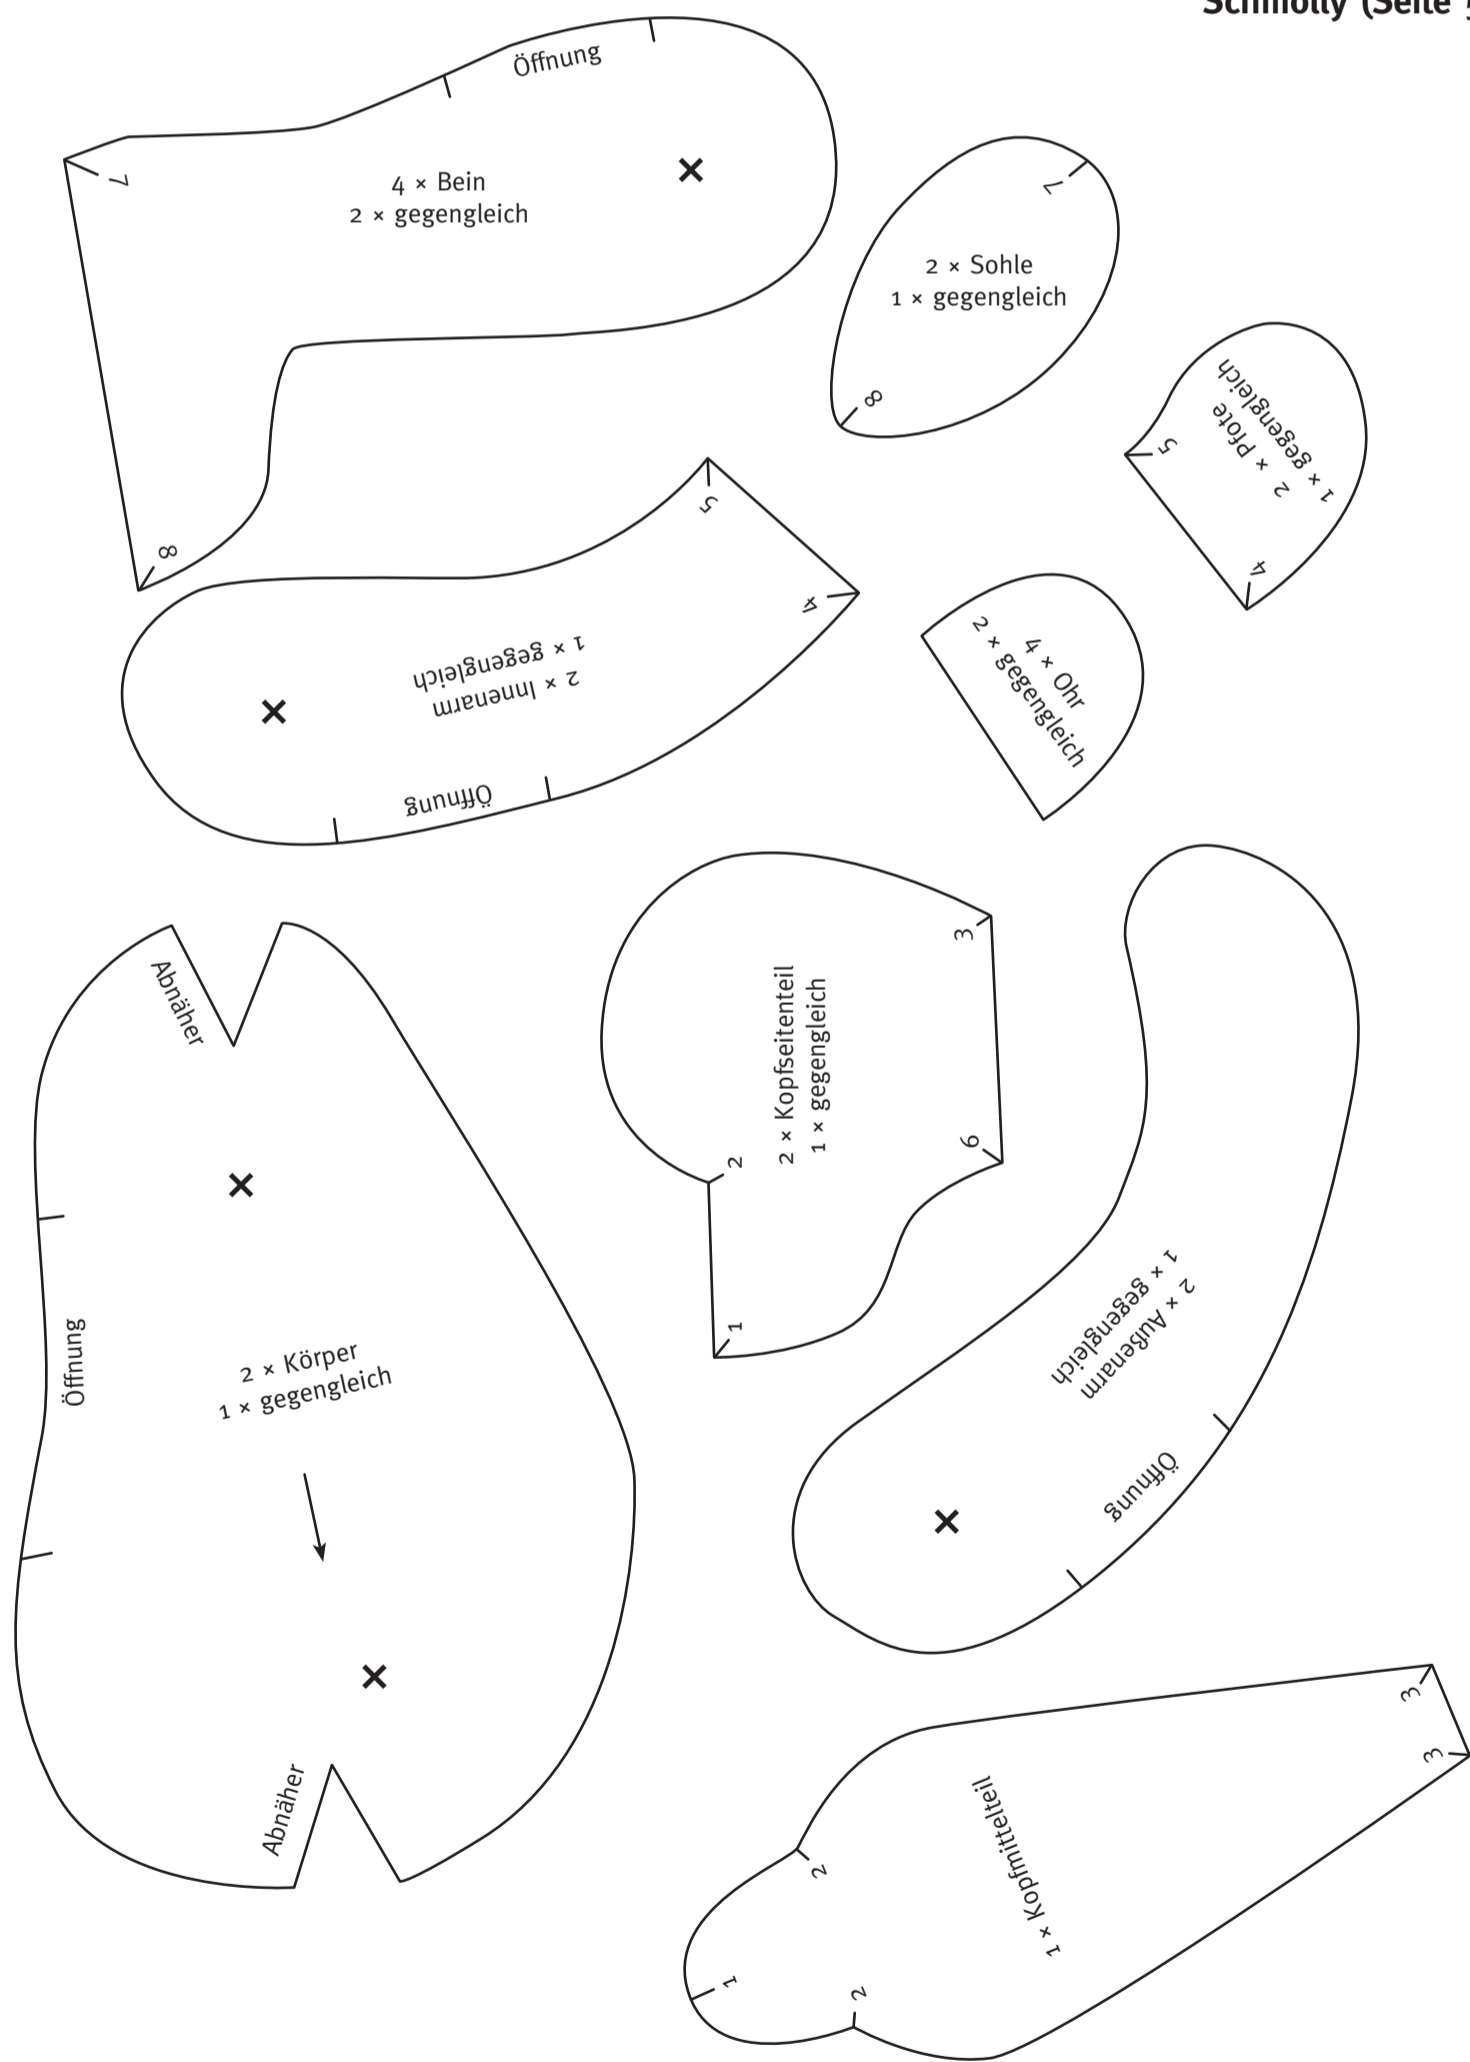 Schmolly (Seite
Öffnung
4 × Bein
2 × gegengleich
7
8
2 × Sohle
1 × gegengleich
7
8
2 × Pfote
1 × gegengleich
5
4
5
4
2 × Innenarm
1 × gegengleich
Öffnung
4 × Ohr
2 × gegengleich
Abnäher
Öffnung
2 × Körper
1 × gegengleich
Abnäher
2 × Kopfseitenteil
1 × gegengleich
3
6
2
1
2 × Außenarm
1 × gegengleich
Öffnung
3
3
1 × Kopfmittelteil
2
1
2